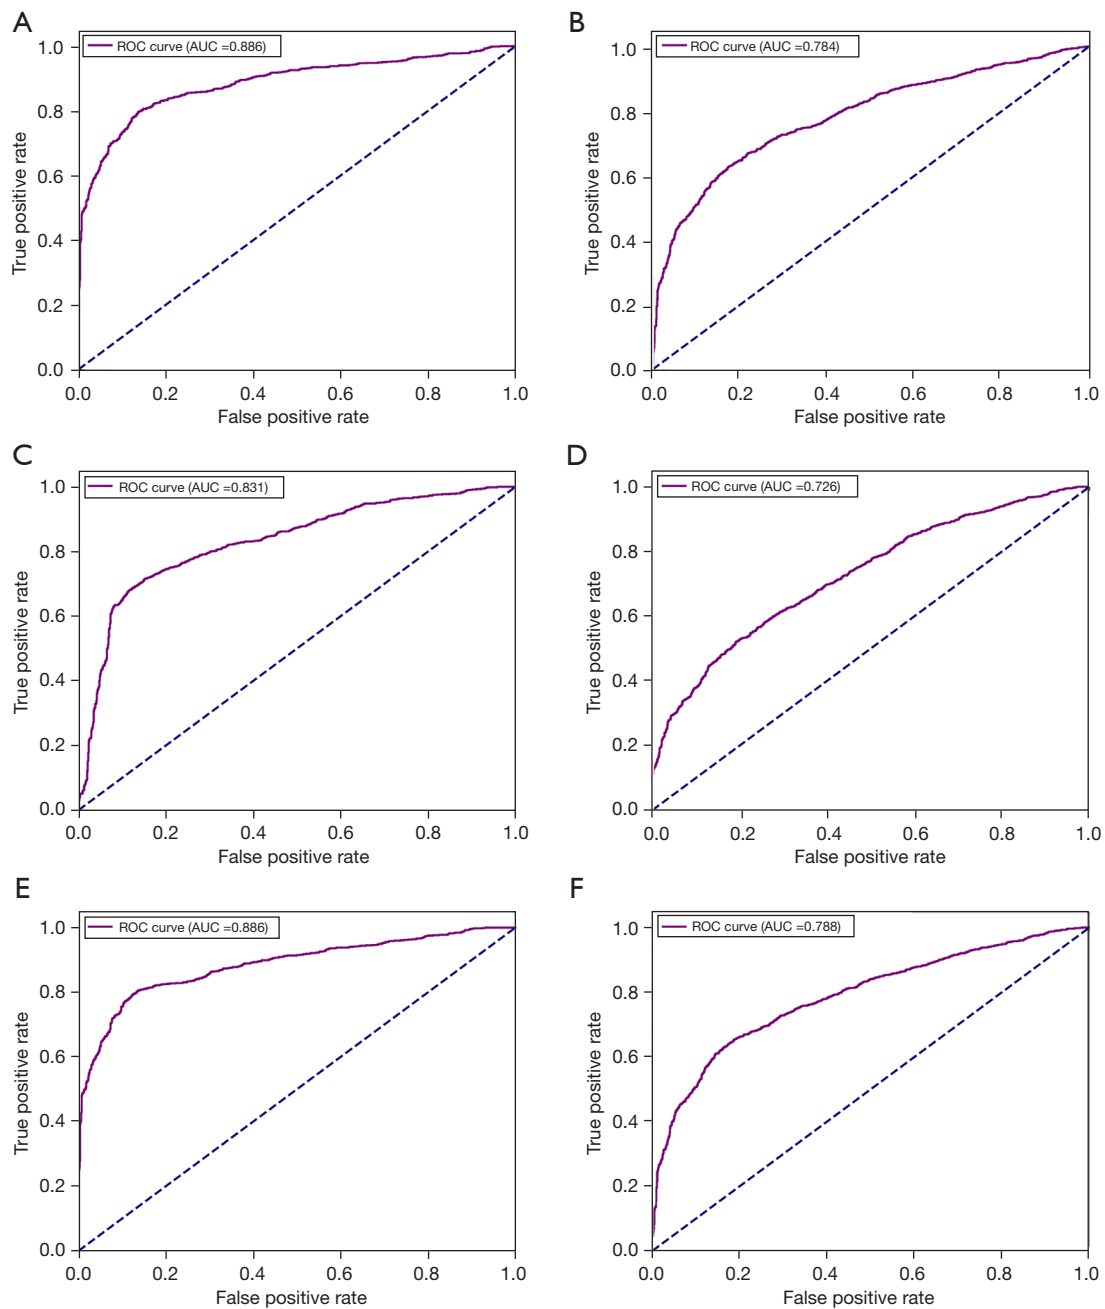 A
ROC curve (AUC =0.886)
1.0
0.8
0.6
0.4
0.2
0.0
True positive rate
0.0 0.2 0.4 0.6 0.8 1.0
False positive rate
B
ROC curve (AUC =0.784)
1.0
0.8
0.6
0.4
0.2
0.0
True positive rate
0.0 0.2 0.4 0.6 0.8 1.0
False positive rate
C
ROC curve (AUC =0.831)
1.0
0.8
0.6
0.4
0.2
0.0
True positive rate
0.0 0.2 0.4 0.6 0.8 1.0
False positive rate
D
ROC curve (AUC =0.726)
1.0
0.8
0.6
0.4
0.2
0.0
True positive rate
0.0 0.2 0.4 0.6 0.8 1.0
False positive rate
E
ROC curve (AUC =0.886)
1.0
0.8
0.6
0.4
0.2
0.0
True positive rate
0.0 0.2 0.4 0.6 0.8 1.0
False positive rate
F
ROC curve (AUC =0.788)
1.0
0.8
0.6
0.4
0.2
0.0
True positive rate
0.0 0.2 0.4 0.6 0.8 1.0
False positive rate